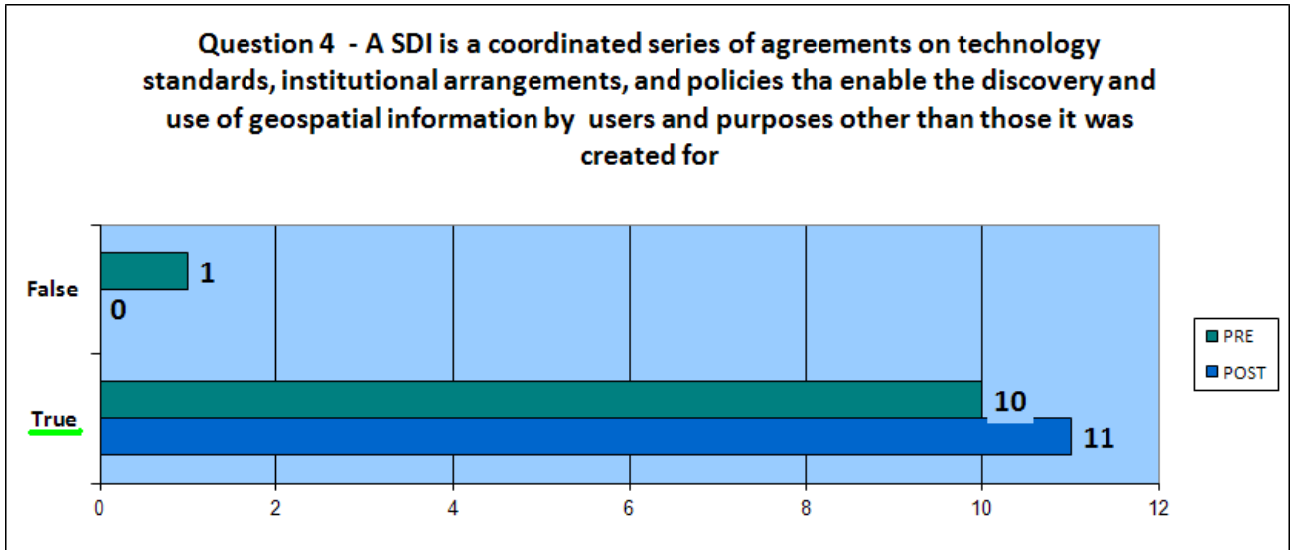 Question 4 - A SDI is a coordinated series of agreements on technology
standards, institutional arrangements, and policies tha enable the discovery and
use of geospatial information by users and purposes other than those it was
created for
False
1
0
True
10
11
0 2 4 6 8 10 12
PRE
POST